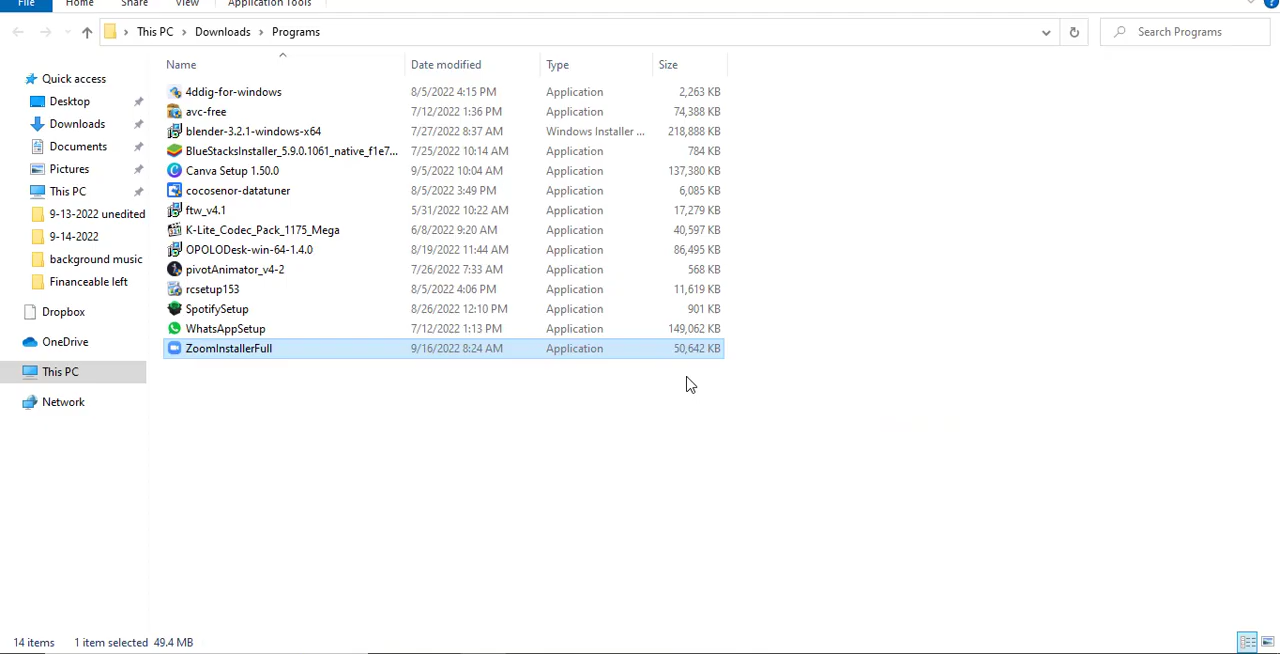 File Home Share View Application Tools
This PC › Downloads › Programs
Search Programs
Name Date modified Type Size
Quick access
Desktop
Downloads
Documents
Pictures
This PC
9-13-2022 unedited
9-14-2022
background music
Financeable left
Dropbox
OneDrive
This PC
Network
4ddig-for-windows 8/5/2022 4:15 PM Application 2,263 KB
avc-free 7/12/2022 1:36 PM Application 74,388 KB
blender-3.2.1-windows-x64 7/27/2022 8:37 AM Windows Installer ... 218,888 KB
BlueStacksInstaller_5.9.0.1061_native_f1e7... 7/25/2022 10:14 AM Application 784 KB
Canva Setup 1.50.0 9/5/2022 10:04 AM Application 137,380 KB
cocosenor-datatuner 8/5/2022 3:49 PM Application 6,085 KB
ftw_v4.1 5/31/2022 10:22 AM Application 17,279 KB
K-Lite_Codec_Pack_1175_Mega 6/8/2022 9:20 AM Application 40,597 KB
OPOLODesk-win-64-1.4.0 8/19/2022 11:44 AM Application 86,495 KB
pivotAnimator_v4-2 7/26/2022 7:33 AM Application 568 KB
rcsetup153 8/5/2022 4:06 PM Application 11,619 KB
SpotifySetup 8/26/2022 12:10 PM Application 901 KB
WhatsAppSetup 7/12/2022 1:13 PM Application 149,062 KB
ZoomInstallerFull 9/16/2022 8:24 AM Application 50,642 KB
14 items 1 item selected 49.4 MB